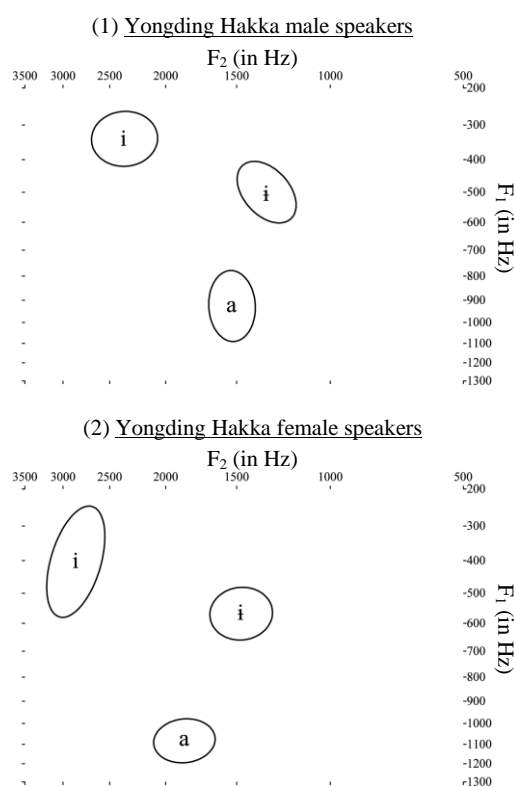 (1) Yongding Hakka male speakers
F₂ (in Hz)
3500 3000 2500 2000 1500 1000 500
-200
-300
i
-400
ɨ
-500
-600
-700
-800
a
-900
-1000
-1100
-1200
-1300
F₁ (in Hz)
(2) Yongding Hakka female speakers
F₂ (in Hz)
3500 3000 2500 2000 1500 1000 500
-200
-300
i
-400
-500
ɨ
-600
-700
-800
-900
-1000
a
-1100
-1200
-1300
F₁ (in Hz)